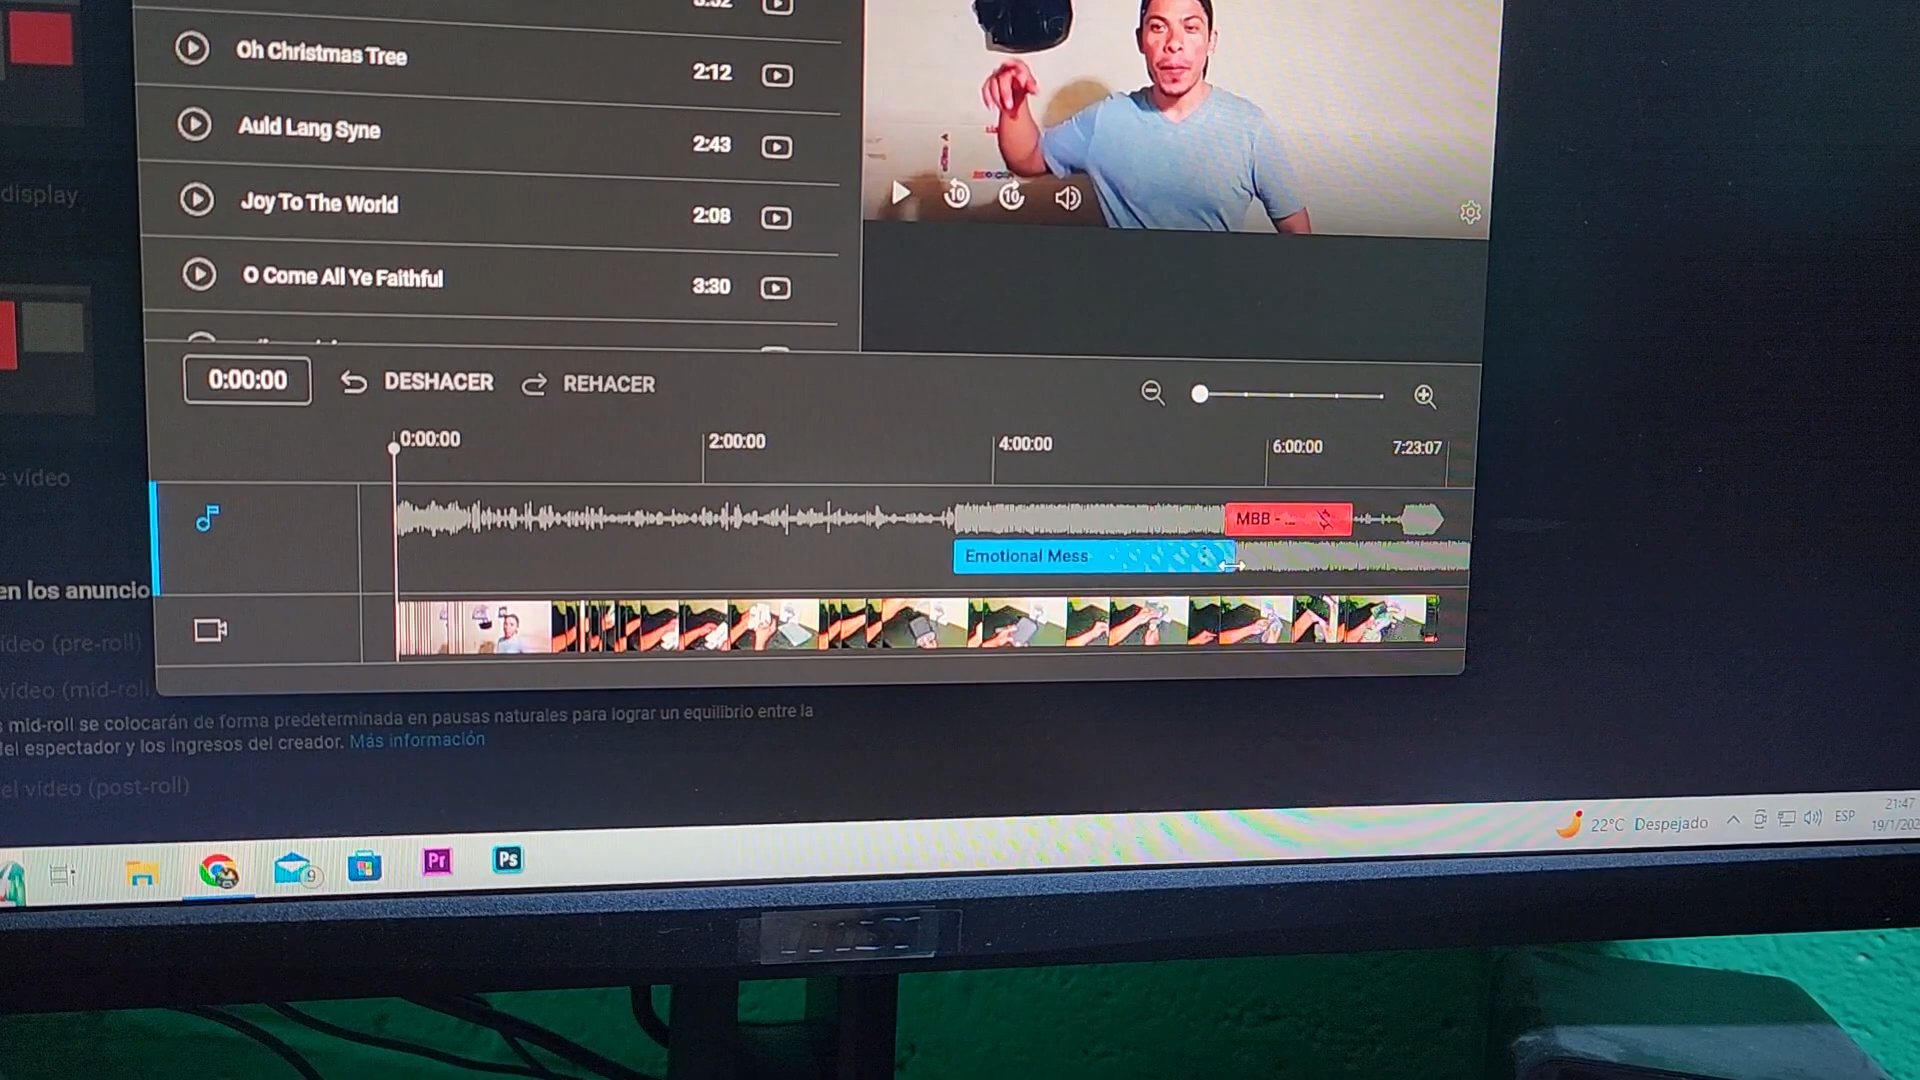 Oh Christmas Tree 2:12
Auld Lang Syne 2:43
Joy To The World 2:08
O Come All Ye Faithful 3:30
display
10 10
0:00:00 DESHACER REHACER
0:00:00 2:00:00 4:00:00 6:00:00 7:23:07
MBB - ...
Emotional Mess
e vídeo
en los anuncio
ídeo (pre-roll)
vídeo (mid-roll)
s mid-roll se colocarán de forma predeterminada en pausas naturales para lograr un equilibrio entre la
del espectador y los ingresos del creador. Más información
el vídeo (post-roll)
9 Pr Ps
22°C Despejado ESP
21:47
19/1/202